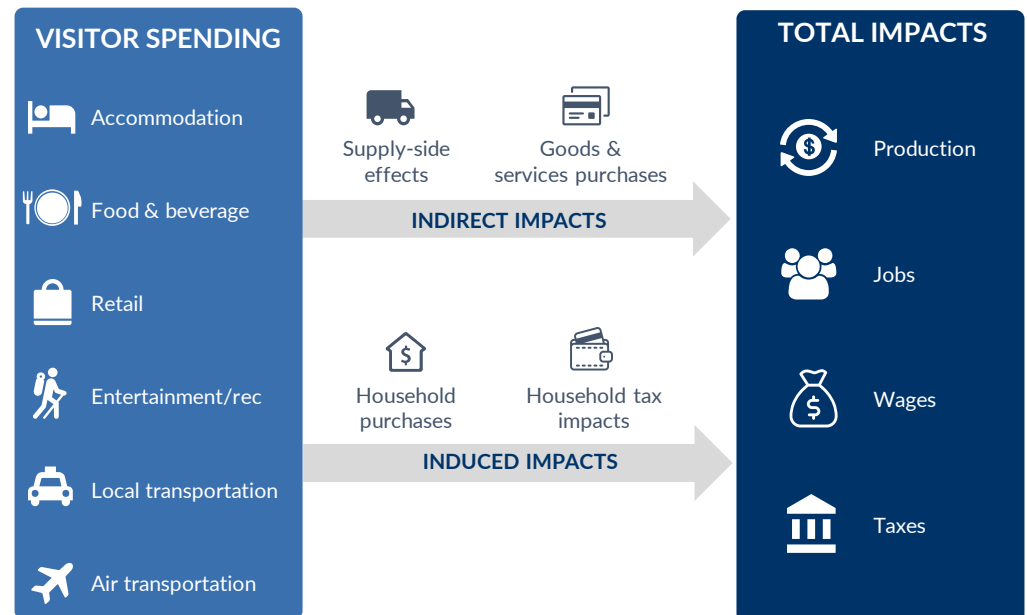 VISITOR SPENDING
Accommodation
Food & beverage
Retail
Entertainment/rec
Local transportation
Air transportation
Supply-side
effects
Goods &
services purchases
INDIRECT IMPACTS
Household
purchases
Household tax
impacts
INDUCED IMPACTS
TOTAL IMPACTS
Production
Jobs
Wages
Taxes